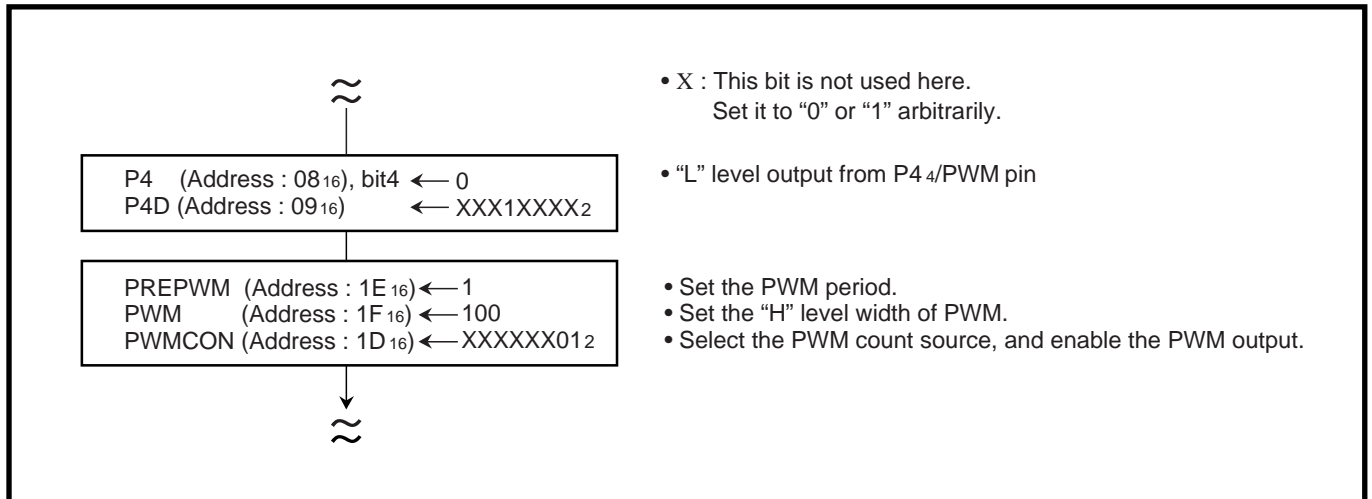 • X : This bit is not used here.
Set it to “0” or “1” arbitrarily.
P4 (Address : 0816), bit4 ← 0
P4D (Address : 0916) ← XXX1XXXX2
• “L” level output from P44/PWM pin
PREPWM (Address : 1E16) ← 1
PWM (Address : 1F16) ← 100
PWMCON (Address : 1D16) ← XXXXXX012
• Set the PWM period.
• Set the “H” level width of PWM.
• Select the PWM count source, and enable the PWM output.